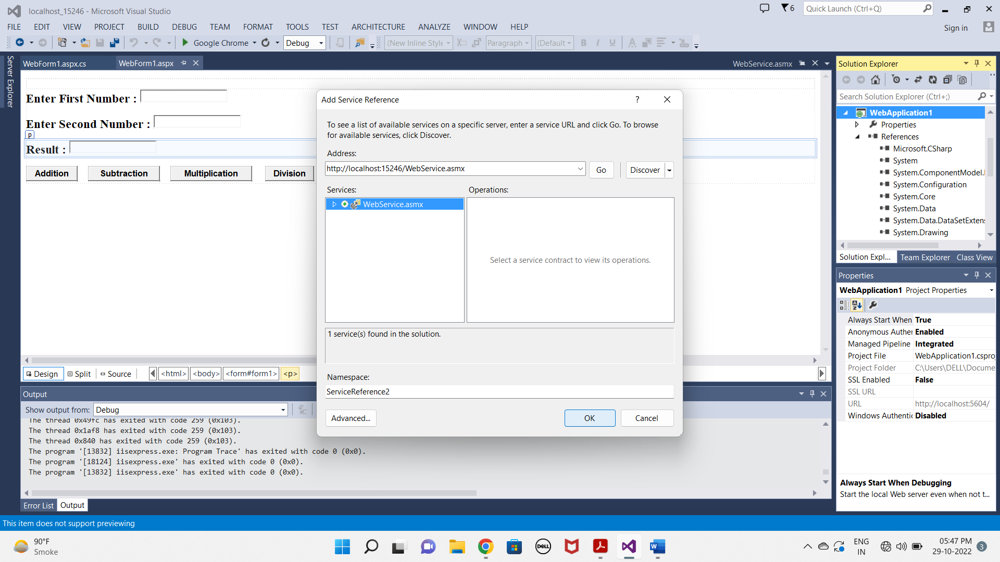 localhost_15246 - Microsoft Visual Studio
6
Quick Launch (Ctrl+Q)
FILE EDIT VIEW PROJECT BUILD DEBUG TEAM FORMAT TOOLS TEST ARCHITECTURE ANALYZE WINDOW HELP
Sign in
Google Chrome
Debug
(New Inline Style
Paragraph
(Default
B I U
Server Explorer
WebForm1.aspx.cs
WebForm1.aspx
WebService.asmx
Enter First Number :
Enter Second Number :
p
Result :
Addition
Subtraction
Multiplication
Division
Design
Split
Source
<html>
<body>
<form#form1>
<p>
Add Service Reference
?
To see a list of available services on a specific server, enter a service URL and click Go. To browse
for available services, click Discover.
Address:
http://localhost:15246/WebService.asmx
Go
Discover
Services:
Operations:
WebService.asmx
Select a service contract to view its operations.
1 service(s) found in the solution.
Namespace:
ServiceReference2
Advanced...
OK
Cancel
Output
Show output from:
Debug
The thread 0x49fc has exited with code 259 (0x103).
The thread 0x1af8 has exited with code 259 (0x103).
The thread 0x840 has exited with code 259 (0x103).
The program '[13832] iisexpress.exe: Program Trace' has exited with code 0 (0x0).
The program '[18124] iisexpress.exe' has exited with code 0 (0x0).
The program '[13832] iisexpress.exe' has exited with code 0 (0x0).
Error List
Output
Solution Explorer
Search Solution Explorer (Ctrl+;)
WebApplication1
Properties
References
Microsoft.CSharp
System
System.ComponentModel.
System.Configuration
System.Core
System.Data
System.Data.DataSetExten
System.Drawing
Solution Expl...
Team Explorer
Class View
Properties
WebApplication1 Project Properties
Always Start When True
Anonymous Auther Enabled
Managed Pipeline Integrated
Project File WebApplication1.csproj
Project Folder C:\Users\DELL\Docume
SSL Enabled False
SSL URL
URL http://localhost:5604/
Windows Authentic Disabled
Always Start When Debugging
Start the local Web server even when not t...
This item does not support previewing
90°F
Smoke
DELL
ENG
IN
05:47 PM
29-10-2022
3